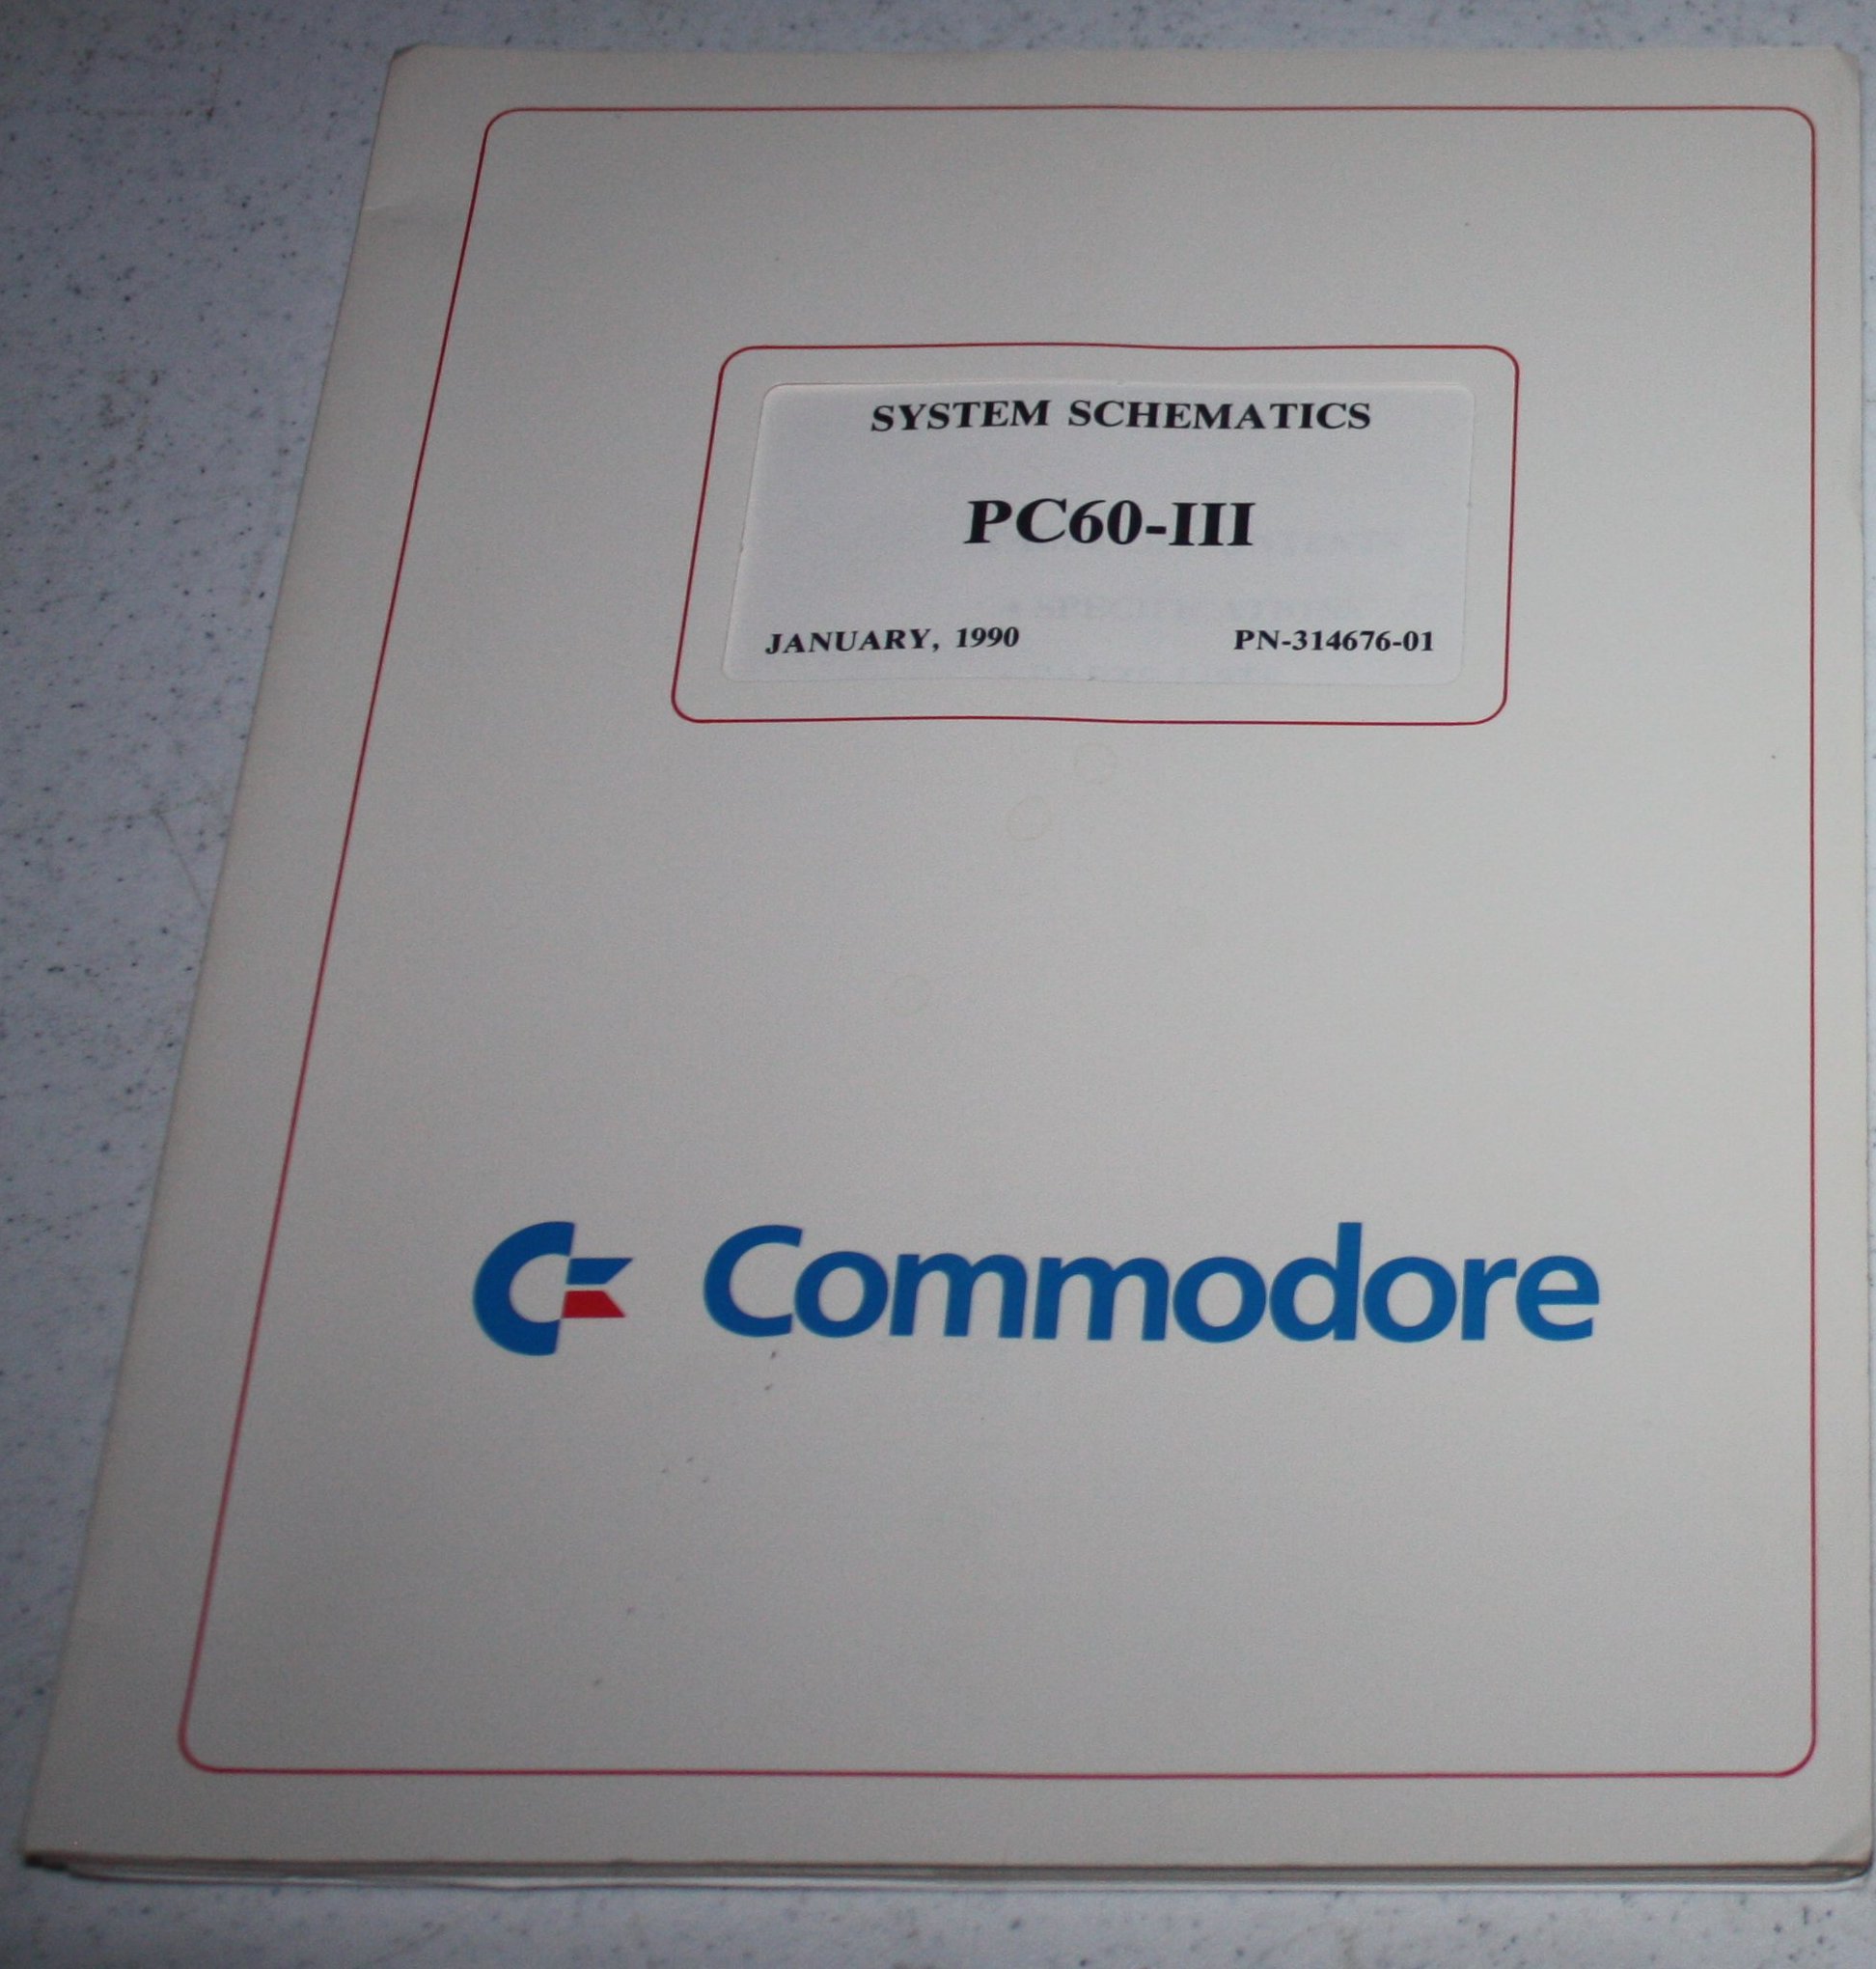 SYSTEM SCHEMATICS
PC60-III
JANUARY, 1990 PN-314676-01
Commodore